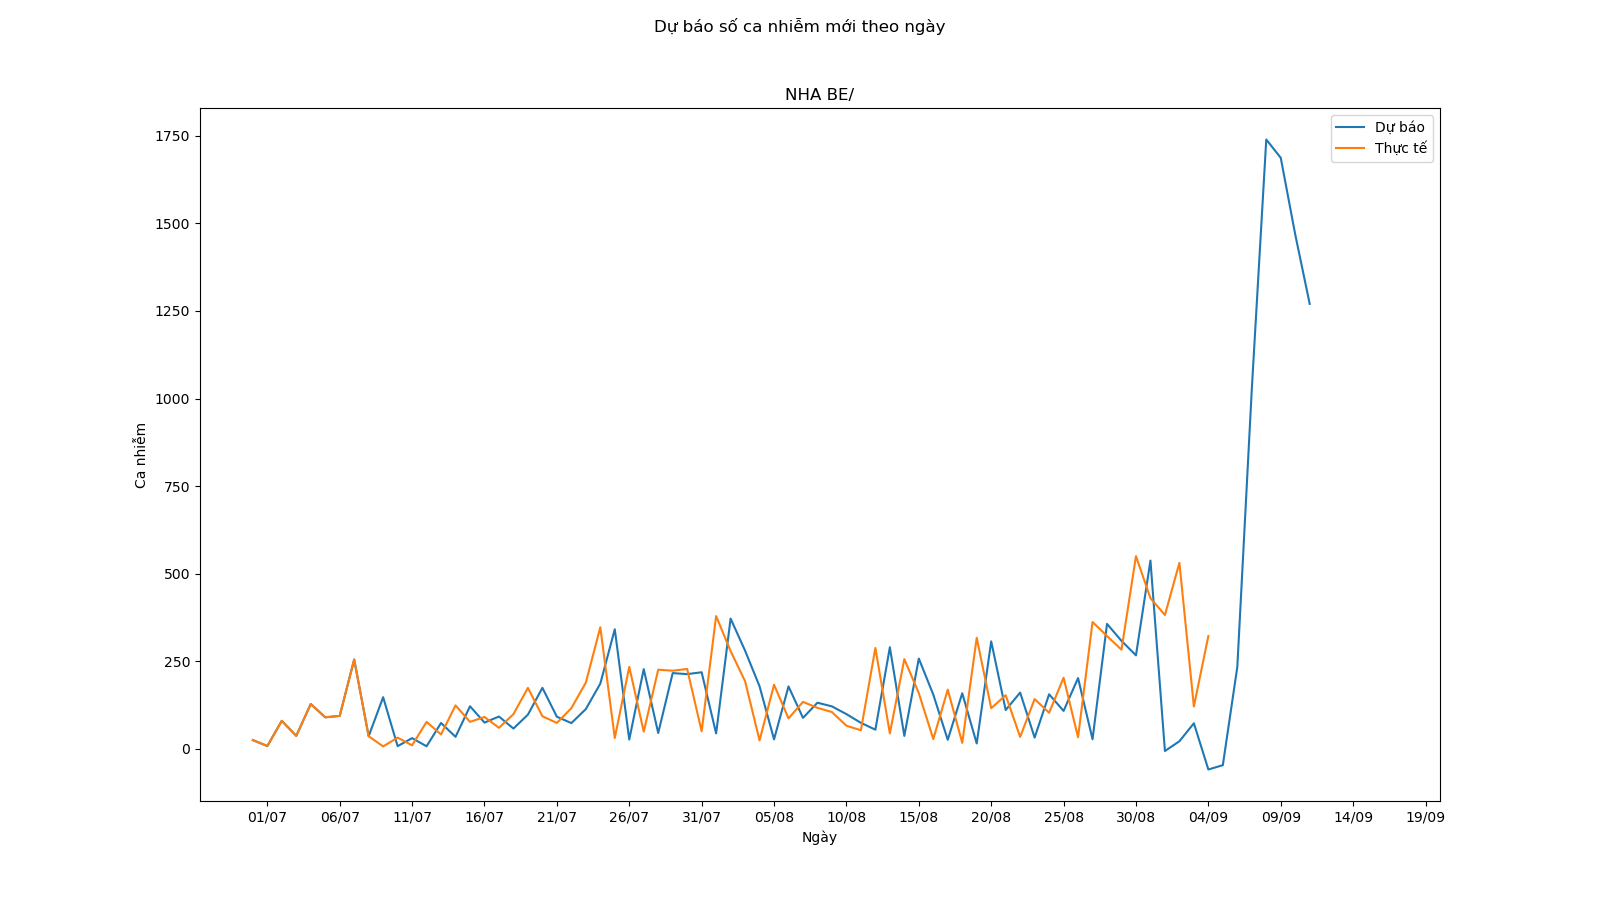 Dự báo số ca nhiễm mới theo ngày
NHA BE/
Dự báo
Thực tế
1750
1500
1250
1000
750
500
250
0
Ca nhiễm
01/07 06/07 11/07 16/07 21/07 26/07 31/07 05/08 10/08 15/08 20/08 25/08 30/08 04/09 09/09 14/09 19/09
Ngày